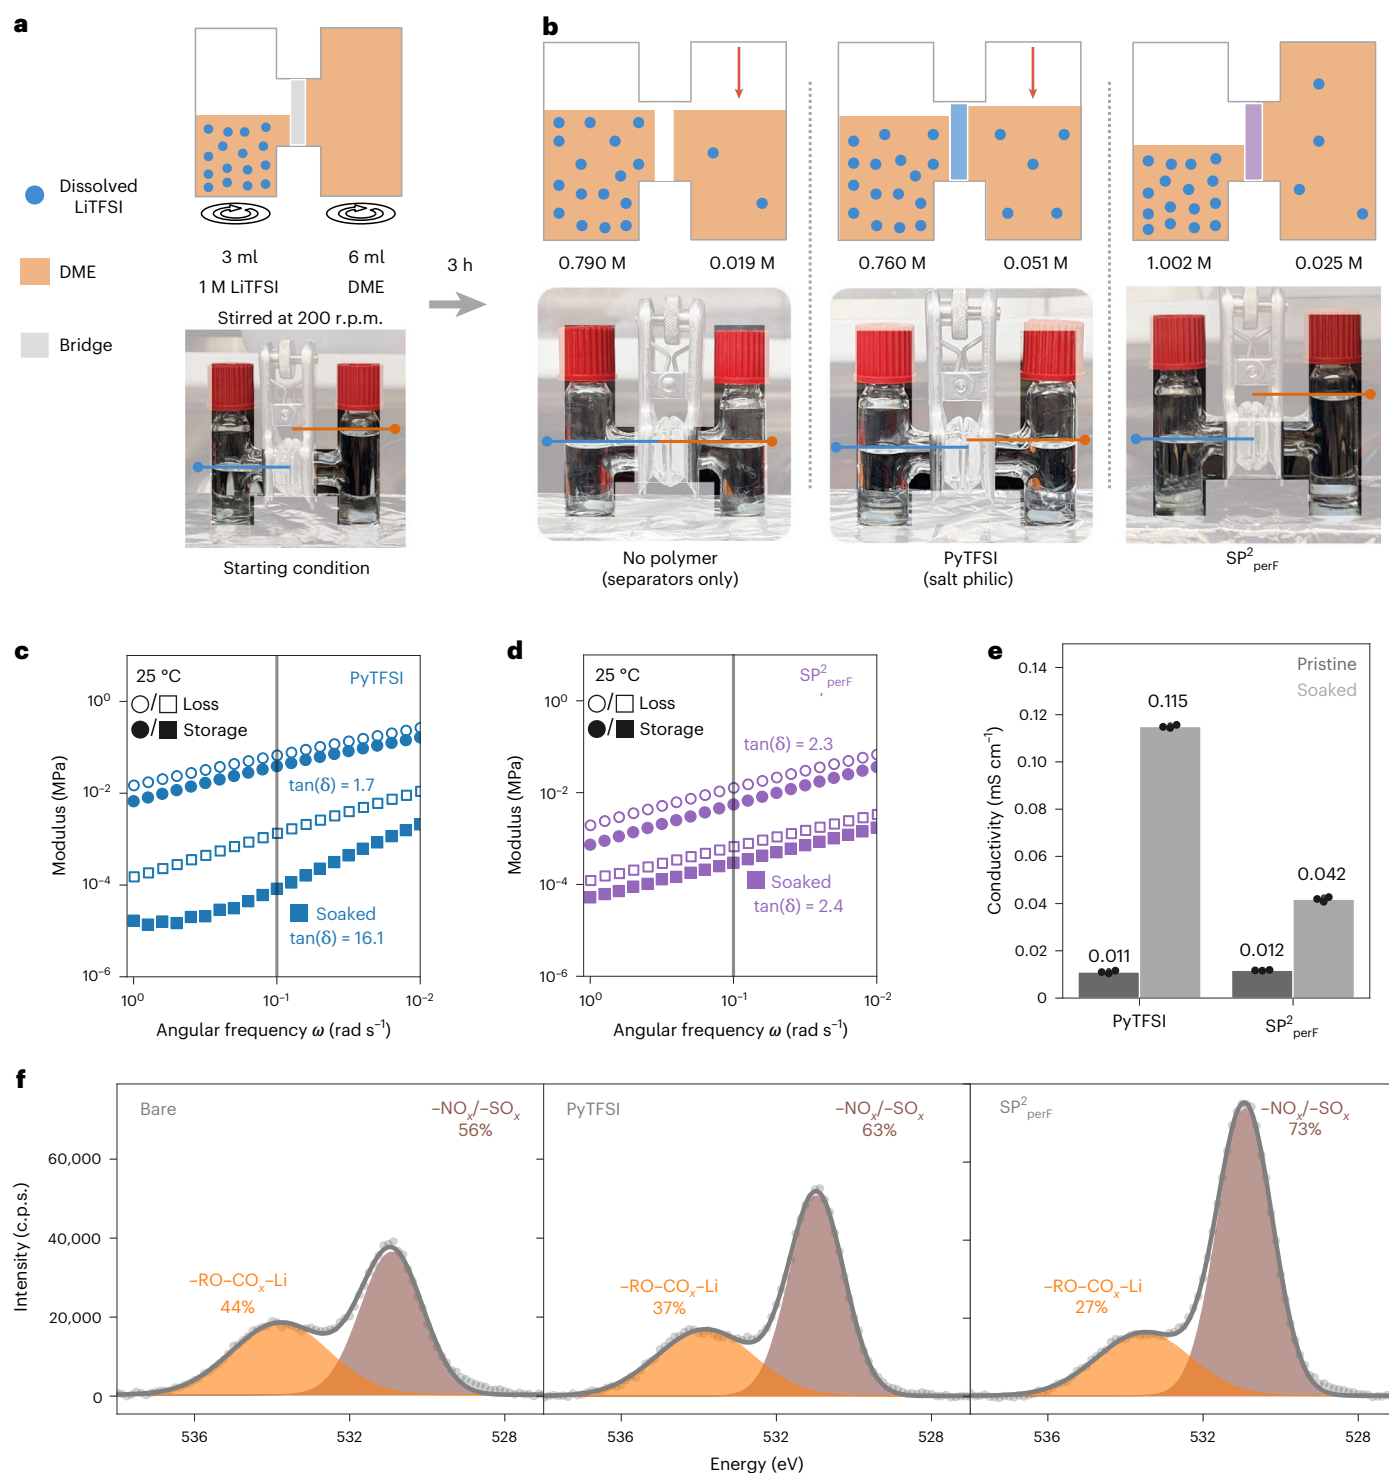 a
Dissolved
LiTFSI
DME
Bridge
3 ml
6 ml
1 M LiTFSI
DME
Stirred at 200 r.p.m.
Starting condition
3 h
b
0.790 M
0.019 M
0.760 M
0.051 M
1.002 M
0.025 M
No polymer
(separators only)
PyTFSI
(salt philic)
SP²perF
c
25 °C
PyTFSI
○/□ Loss
●/■ Storage
tan(δ) = 1.7
Soaked
tan(δ) = 16.1
10⁰
10⁻²
10⁻⁴
10⁻⁶
Modulus (MPa)
10⁰
10⁻¹
10⁻²
Angular frequency ω (rad s⁻¹)
d
25 °C
SP²perF
,
○/□ Loss
●/■ Storage
tan(δ) = 2.3
Soaked
tan(δ) = 2.4
10⁰
10⁻²
10⁻⁴
10⁻⁶
Modulus (MPa)
10⁰
10⁻¹
10⁻²
Angular frequency ω (rad s⁻¹)
e
Pristine
Soaked
0.14
0.12
0.10
0.08
0.06
0.04
0.02
0
Conductivity (mS cm⁻¹)
0.011
0.115
0.012
0.042
PyTFSI
SP²perF
f
Bare
–NOx/–SOx
56%
–RO–COx–Li
44%
PyTFSI
–NOx/–SOx
63%
–RO–COx–Li
37%
SP²perF
–NOx/–SOx
73%
–RO–COx–Li
27%
60,000
40,000
20,000
0
Intensity (c.p.s.)
536
532
528
536
532
528
536
532
528
Energy (eV)